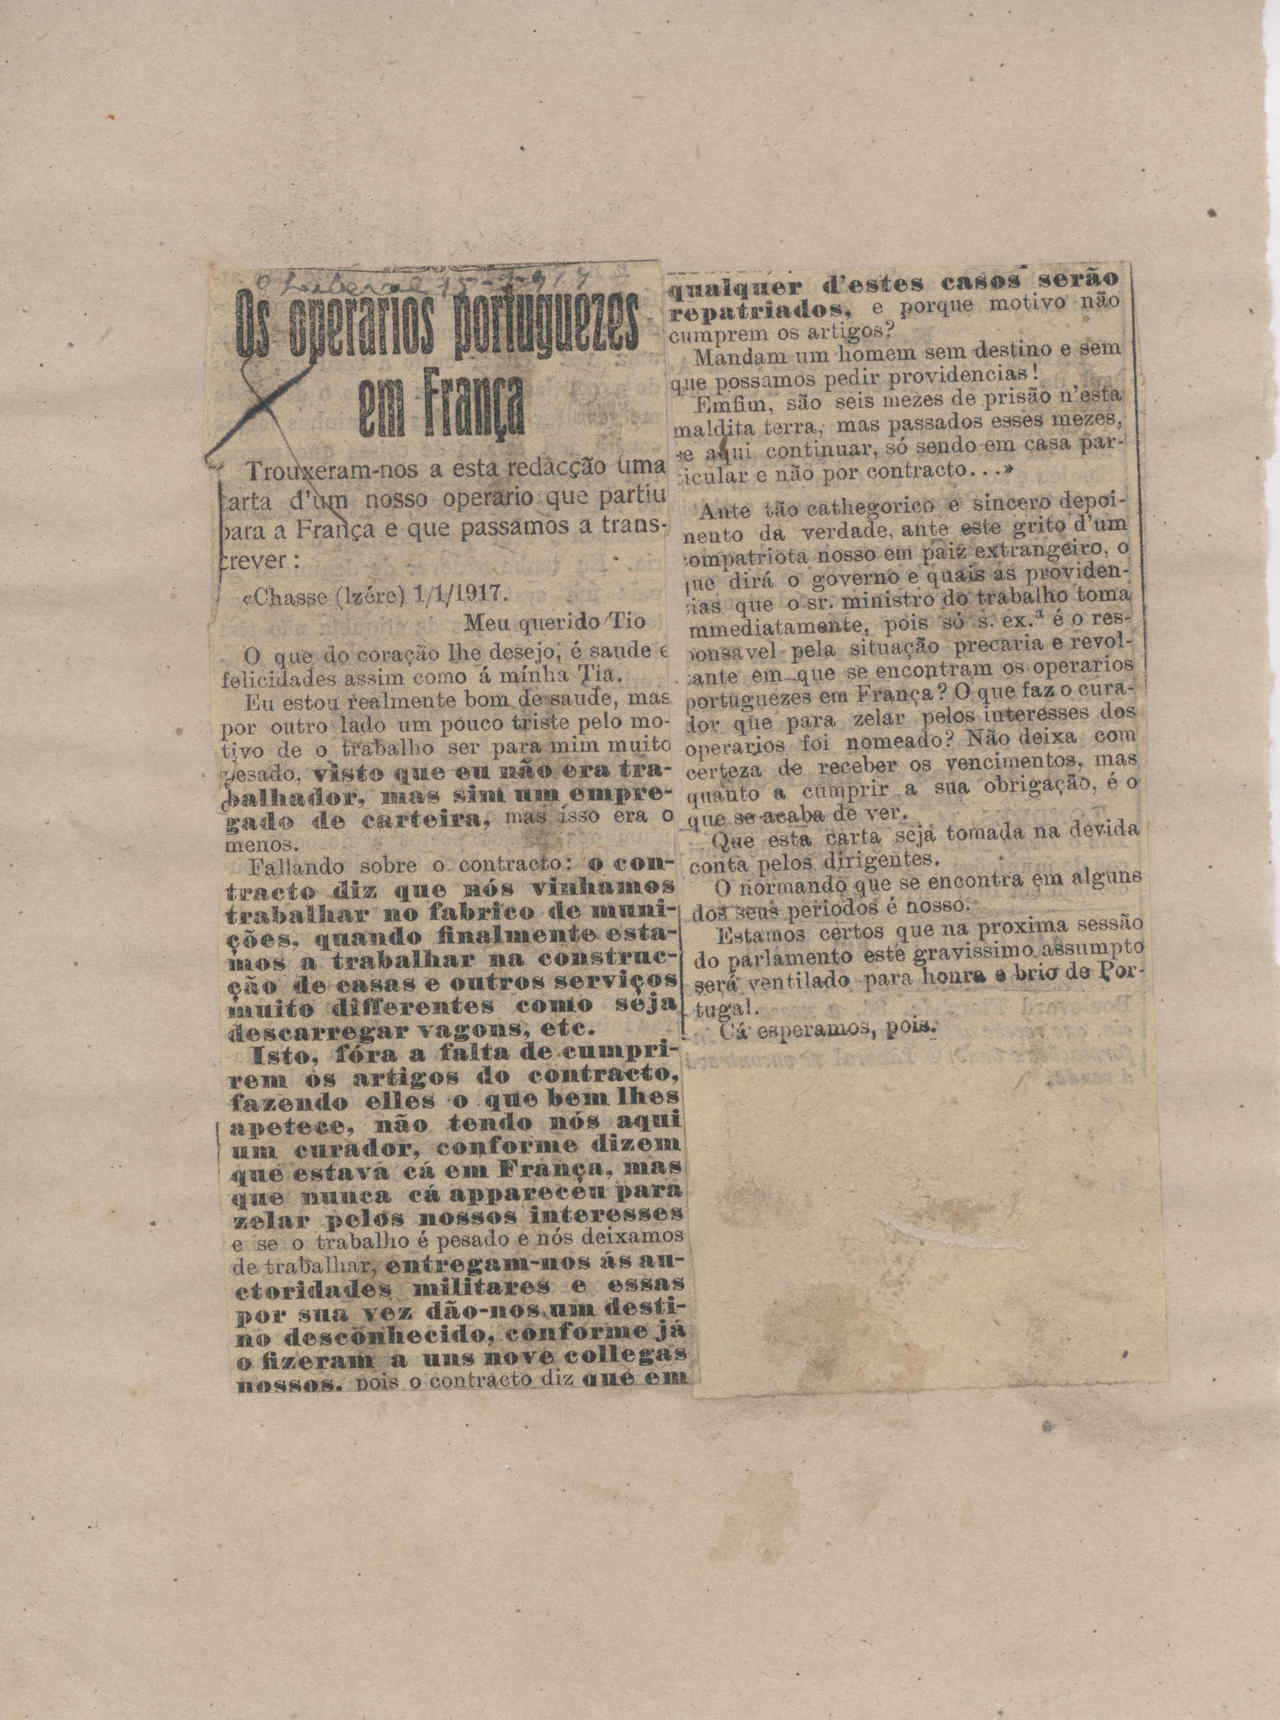 O Liberal
Os operarios portuguezes
em França
Trouxeram-nos a esta redacção uma
carta d'um nosso operario que partiu
para a França e que passamos a trans-
crever:
«Chasse (Izére) 1/1/1917.
Meu querido Tio
O que do coração lhe desejo, é saude e
felicidades assim como á minha Tia.
Eu estou realmente bom de saude, mas
por outro lado um pouco triste pelo mo-
tivo de o trabalho ser para mim muito
pesado, visto que eu não era tra-
balhador, mas sim um empre-
gado de carteira, mas isso era o
menos.
Fallando sobre o contracto: o con-
tracto diz que nós vinhamos
trabalhar no fabrico de muni-
ções, quando finalmente esta-
mos a trabalhar na construc-
ção de casas e outros serviços
muito differentes como seja
descarregar vagons, etc.
Isto, fóra a falta de cumpri-
rem os artigos do contracto,
fazendo elles o que bem lhes
apetece, não tendo nós aqui
um curador, conforme dizem
que estava cá em França, mas
que nunca cá appareceu para
zelar pelos nossos interesses
e se o trabalho é pesado e nós deixamos
de trabalhar, entregam-nos ás au-
ctoridades militares e essas
por sua vez dão-nos um desti-
no desconhecido, conforme já
o fizeram a uns nove collegas
nossos, pois o contracto diz que em
qualquer d'estes casos serão
repatriados, e porque motivo não
cumprem os artigos?
Mandam um homem sem destino e sem
que possamos pedir providencias!
Emfim, são seis mezes de prisão n'esta
maldita terra, mas passados esses mezes,
se aqui continuar, só sendo em casa par-
ticular e não por contracto...»
Ante tão cathegorico e sincero depoi-
mento da verdade, ante este grito d'um
compatriota nosso em paiz extrangeiro, o
que dirá o governo e quais as providen-
cias que o sr. ministro do trabalho toma
immediatamente, pois só s. ex.ª é o res-
ponsavel pela situação precaria e revol-
tante em que se encontram os operarios
portuguezes em França? O que faz o cura-
dor que para zelar pelos interesses dos
operarios foi nomeado? Não deixa com
certeza de receber os vencimentos, mas
quanto a cumprir a sua obrigação, é o
que se acaba de ver.
Que esta carta seja tomada na devida
conta pelos dirigentes.
O normando que se encontra em alguns
dos seus periodos é nosso.
Estamos certos que na proxima sessão
do parlamento este gravissimo assumpto
será ventilado para honra e brio de Por-
tugal.
Cá esperamos, pois.